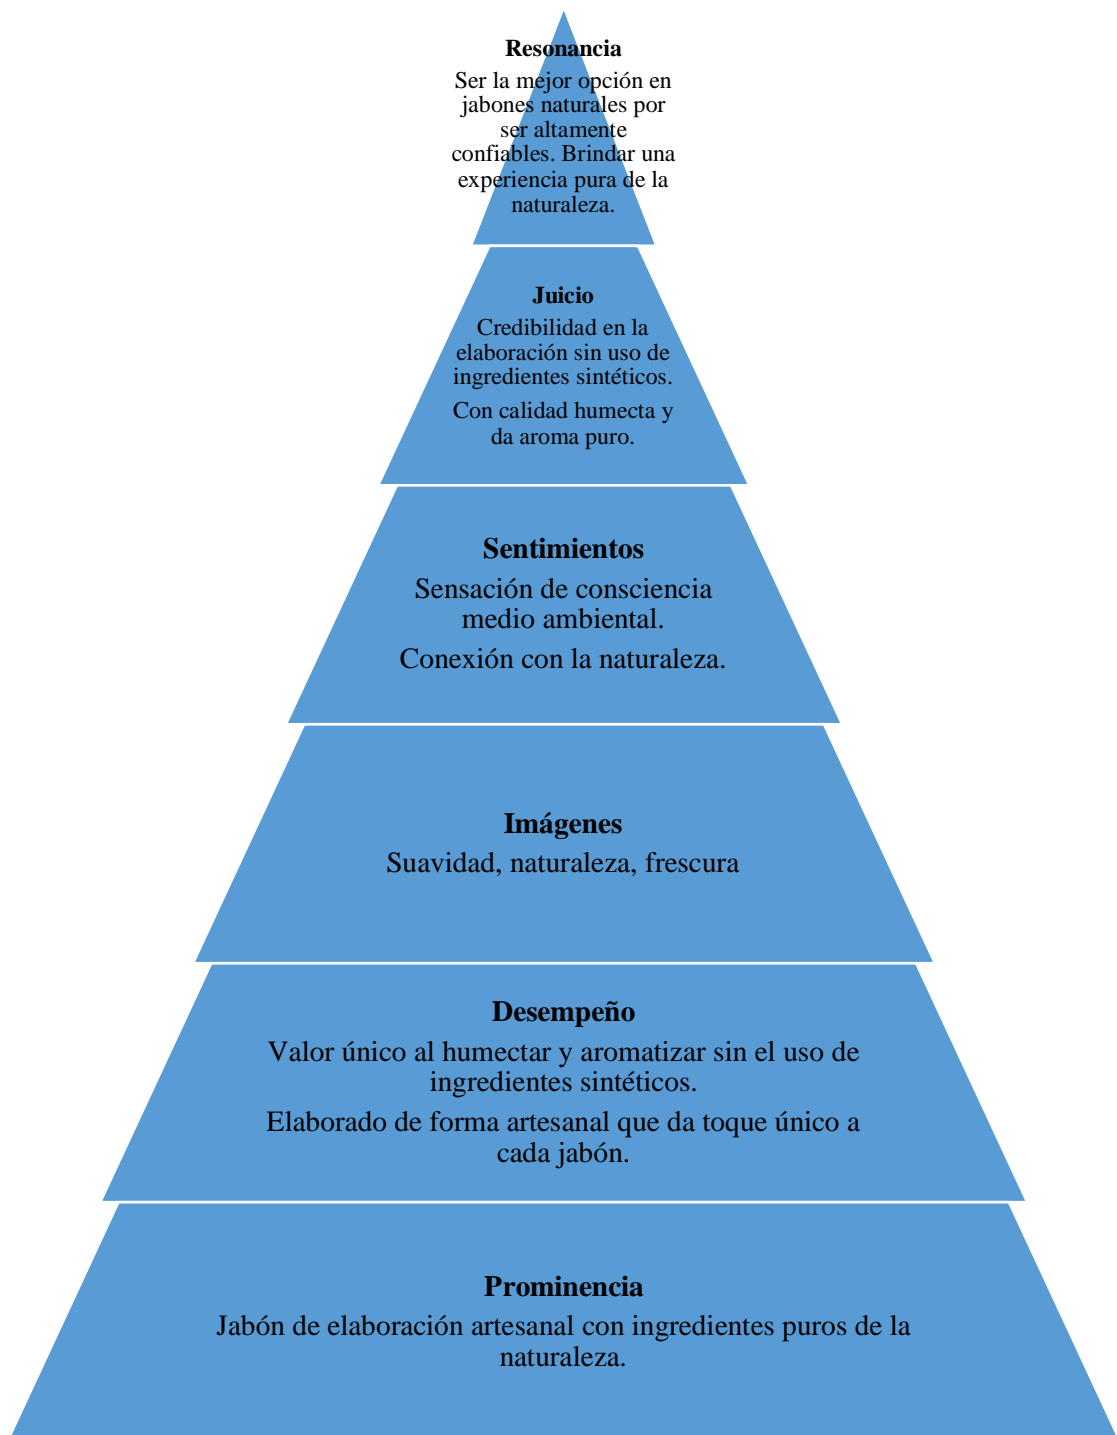 Resonancia
Ser la mejor opción en
jabones naturales por
ser altamente
confiables. Brindar una
experiencia pura de la
naturaleza.
Juicio
Credibilidad en la
elaboración sin uso de
ingredientes sintéticos.
Con calidad humecta y
da aroma puro.
Sentimientos
Sensación de consciencia
medio ambiental.
Conexión con la naturaleza.
Imágenes
Suavidad, naturaleza, frescura
Desempeño
Valor único al humectar y aromatizar sin el uso de
ingredientes sintéticos.
Elaborado de forma artesanal que da toque único a
cada jabón.
Prominencia
Jabón de elaboración artesanal con ingredientes puros de la
naturaleza.